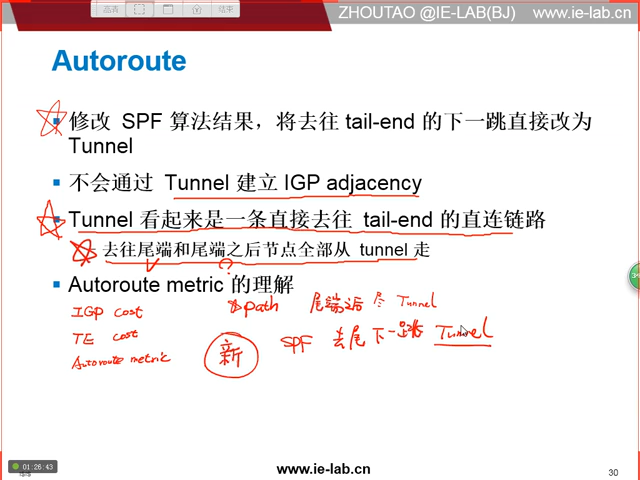 品青 结束
ZHOUTAO @IE-LAB(BJ) www.ie-lab.cn
Autoroute
修改 SPF 算法结果，将去往 tail-end 的下一跳直接改为
Tunnel
不会通过 Tunnel 建立 IGP adjacency
Tunnel 看起来是一条直接去往 tail-end 的直连链路
去往尾端和尾端之后节点全部从 tunnel 走
?
Autoroute metric 的理解
IGP cost path 尾端之后 Tunnel
TE cost 新 SPF 去尾下一跳 Tunnel
Autoroute metric
01:26:43
www.ie-lab.cn
30